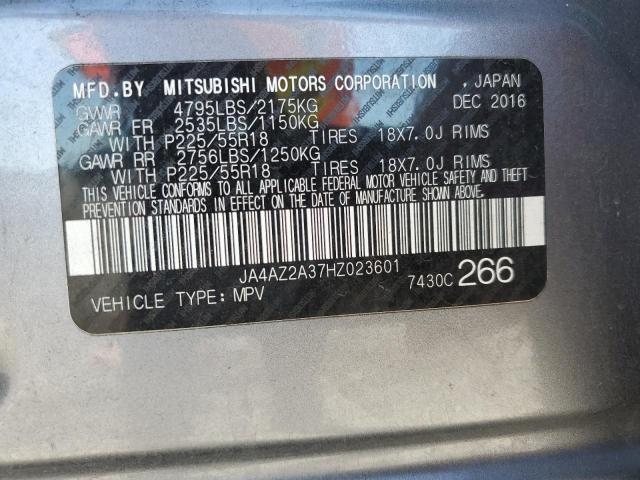 MFD.BY MITSUBISHI MOTORS CORPORATION , JAPAN
GVWR 4795LBS/2175KG DEC 2016
GAWR FR 2535LBS/1150KG
WITH P225/55R18 TIRES 18X7.0J RIMS
GAWR RR 2756LBS/1250KG
WITH P225/55R18 TIRES 18X7.0J RIMS
THIS VEHICLE CONFORMS TO ALL APPLICABLE FEDERAL MOTOR VEHICLE SAFETY AND THEFT
PREVENTION STANDARDS IN EFFECT ON THE DATE OF MANUFACTURE SHOWN ABOVE.
JA4AZ2A37HZ023601 7430C 266
VEHICLE TYPE: MPV